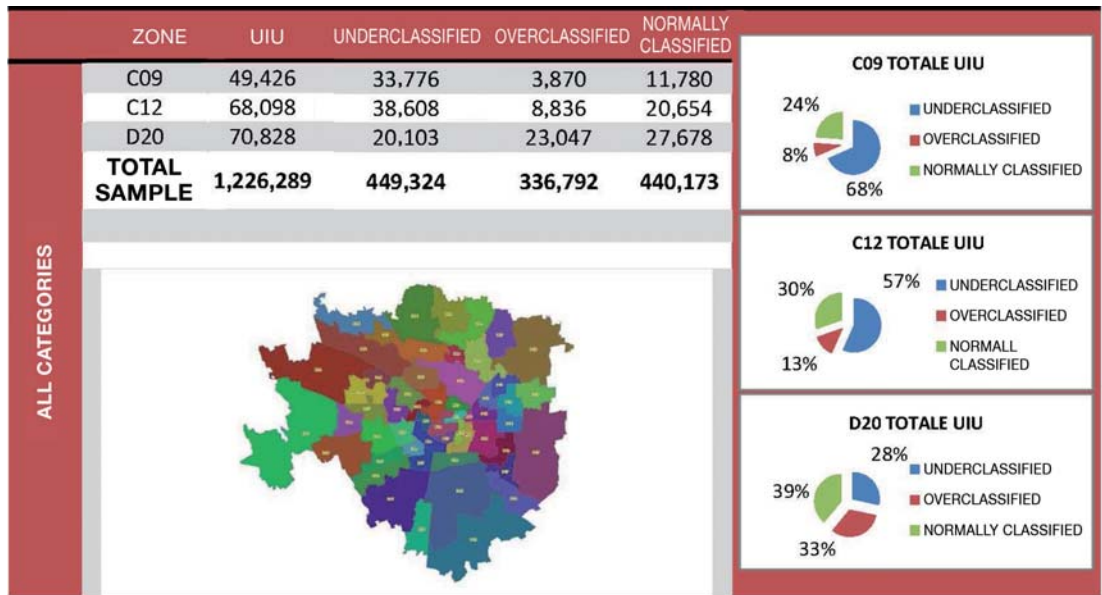 ZONE UIU UNDERCLASSIFIED OVERCLASSIFIED NORMALLY CLASSIFIED
C09 49,426 33,776 3,870 11,780
C12 68,098 38,608 8,836 20,654
D20 70,828 20,103 23,047 27,678
TOTAL SAMPLE 1,226,289 449,324 336,792 440,173
ALL CATEGORIES
C09 TOTALE UIU
24%
8%
68%
UNDERCLASSIFIED
OVERCLASSIFIED
NORMALLY CLASSIFIED
C12 TOTALE UIU
30%
57%
13%
UNDERCLASSIFIED
OVERCLASSIFIED
NORMALL
CLASSIFIED
D20 TOTALE UIU
28%
39%
33%
UNDERCLASSIFIED
OVERCLASSIFIED
NORMALLY CLASSIFIED